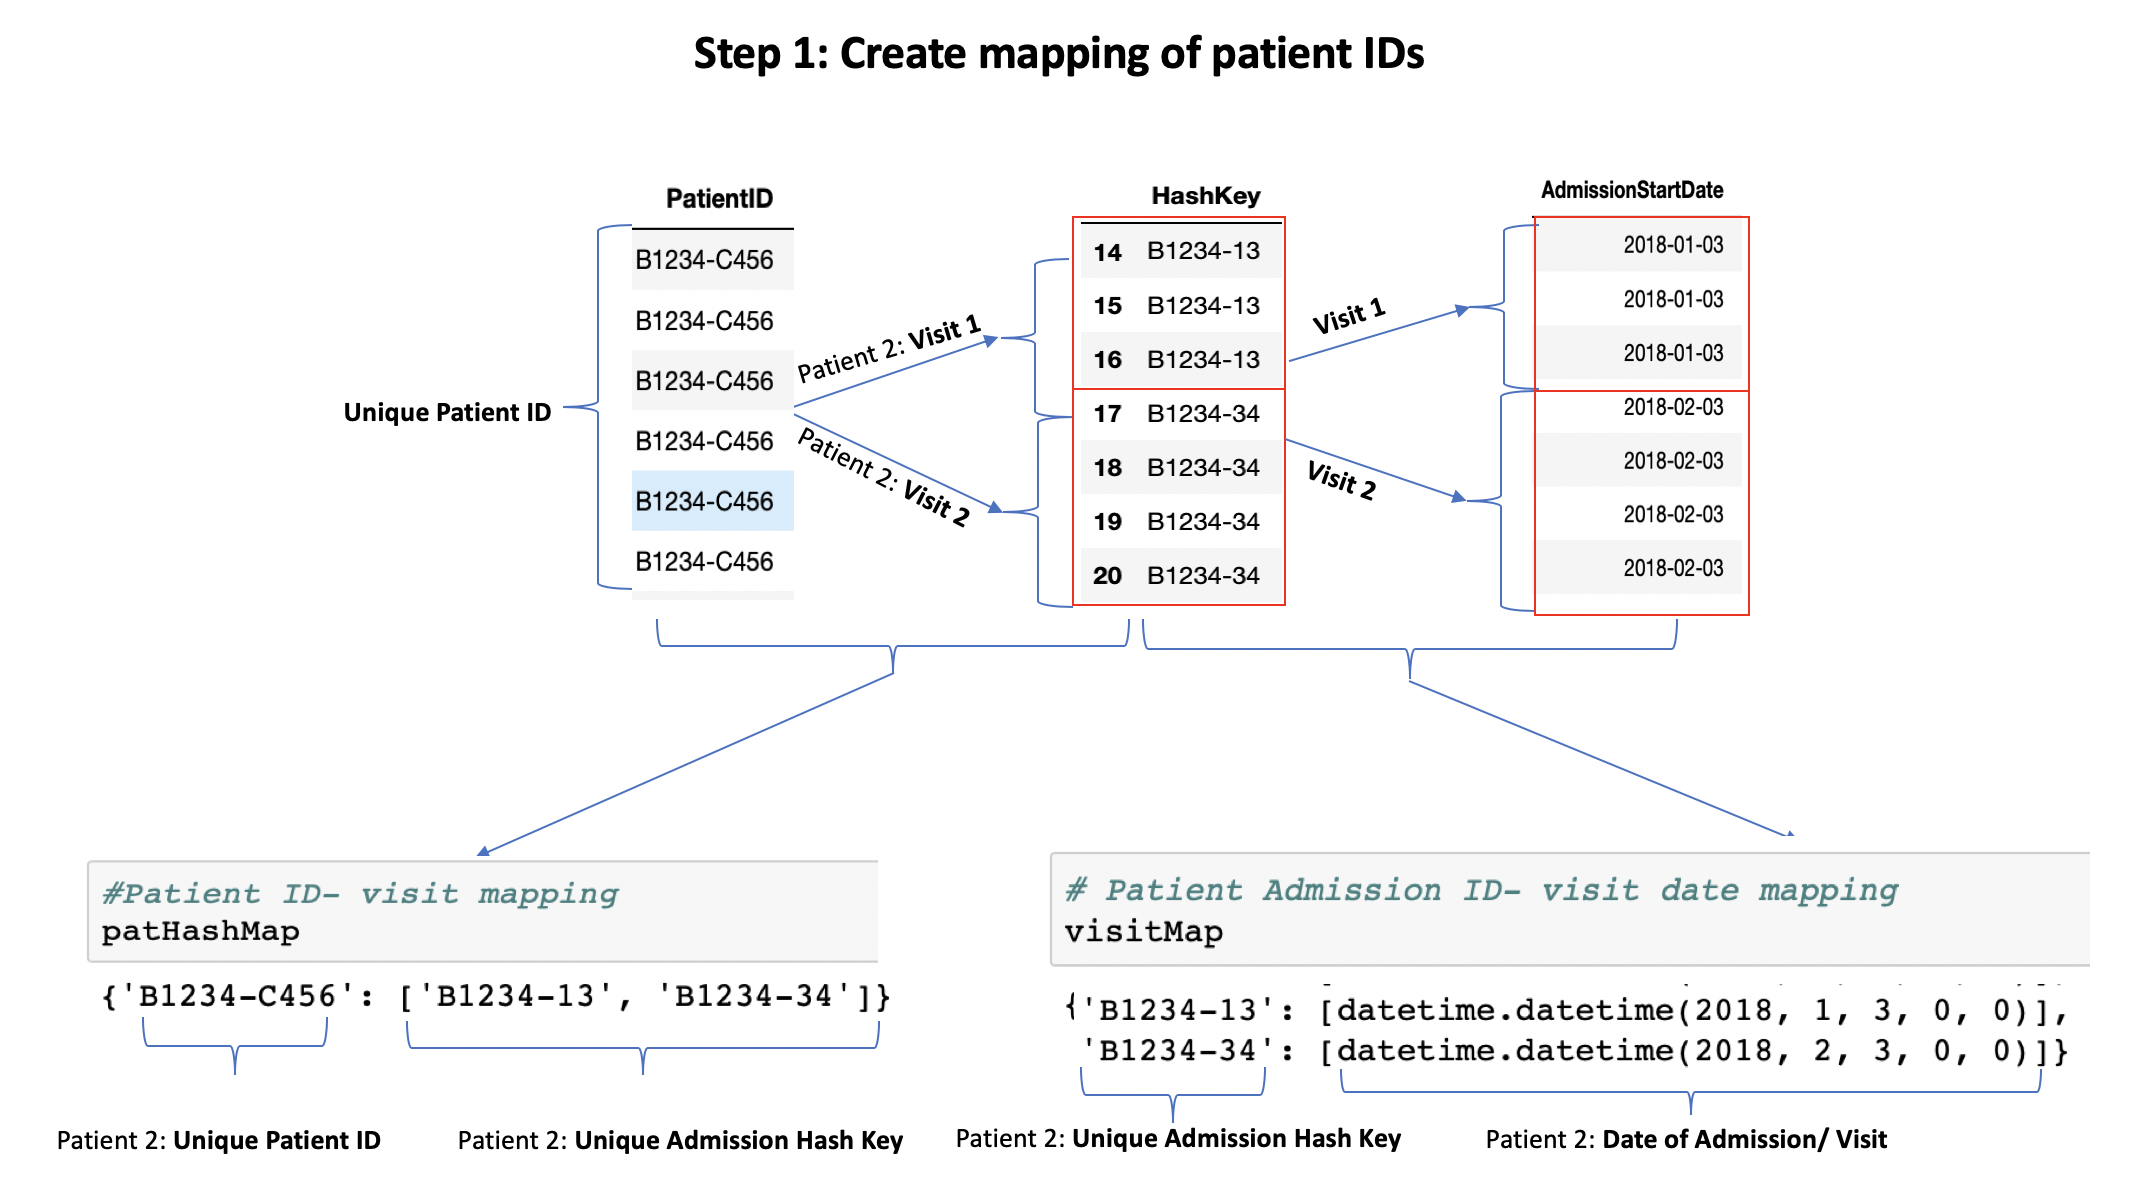 Step 1: Create mapping of patient IDs
PatientID
B1234-C456
B1234-C456
B1234-C456
B1234-C456
B1234-C456
B1234-C456
Unique Patient ID
Patient 2: Visit 1
Patient 2: Visit 2
HashKey
14 B1234-13
15 B1234-13
16 B1234-13
17 B1234-34
18 B1234-34
19 B1234-34
20 B1234-34
Visit 1
Visit 2
AdmissionStartDate
2018-01-03
2018-01-03
2018-01-03
2018-02-03
2018-02-03
2018-02-03
2018-02-03
#Patient ID- visit mapping
patHashMap
{'B1234-C456': ['B1234-13', 'B1234-34']}
Patient 2: Unique Patient ID
Patient 2: Unique Admission Hash Key
# Patient Admission ID- visit date mapping
visitMap
{'B1234-13': [datetime.datetime(2018, 1, 3, 0, 0)],
'B1234-34': [datetime.datetime(2018, 2, 3, 0, 0)]}
Patient 2: Unique Admission Hash Key
Patient 2: Date of Admission/ Visit